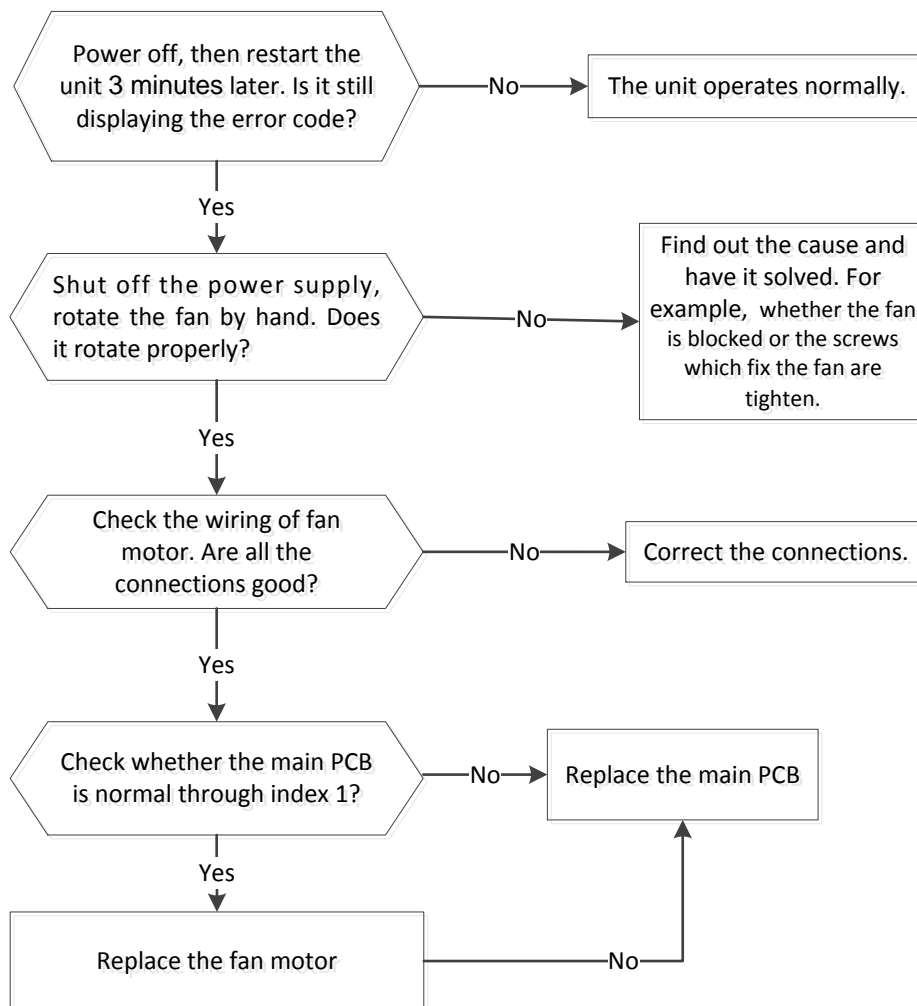 Power off, then restart the
unit 3 minutes later. Is it still
displaying the error code?
No
The unit operates normally.
Yes
Shut off the power supply,
rotate the fan by hand. Does
it rotate properly?
No
Find out the cause and
have it solved. For
example, whether the fan
is blocked or the screws
which fix the fan are
tighten.
Yes
Check the wiring of fan
motor. Are all the
connections good?
No
Correct the connections.
Yes
Check whether the main PCB
is normal through index 1?
No
Replace the main PCB
Yes
Replace the fan motor
No